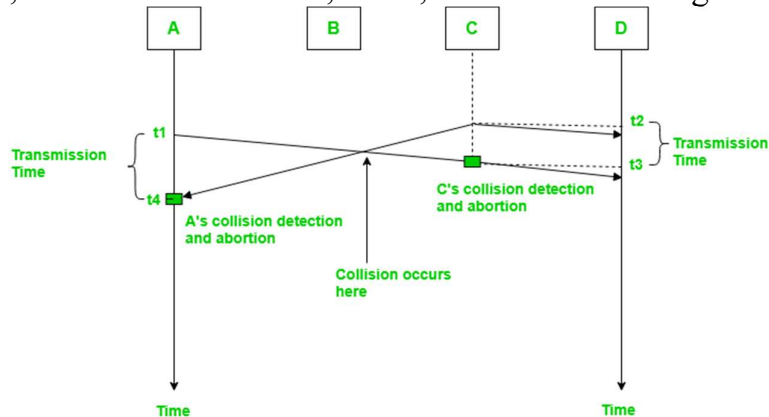 A
B
C
D
t1
t2
Transmission
Time
Transmission
Time
t3
t4
C's collision detection
and abortion
A's collision detection
and abortion
Collision occurs
here
Time
Time